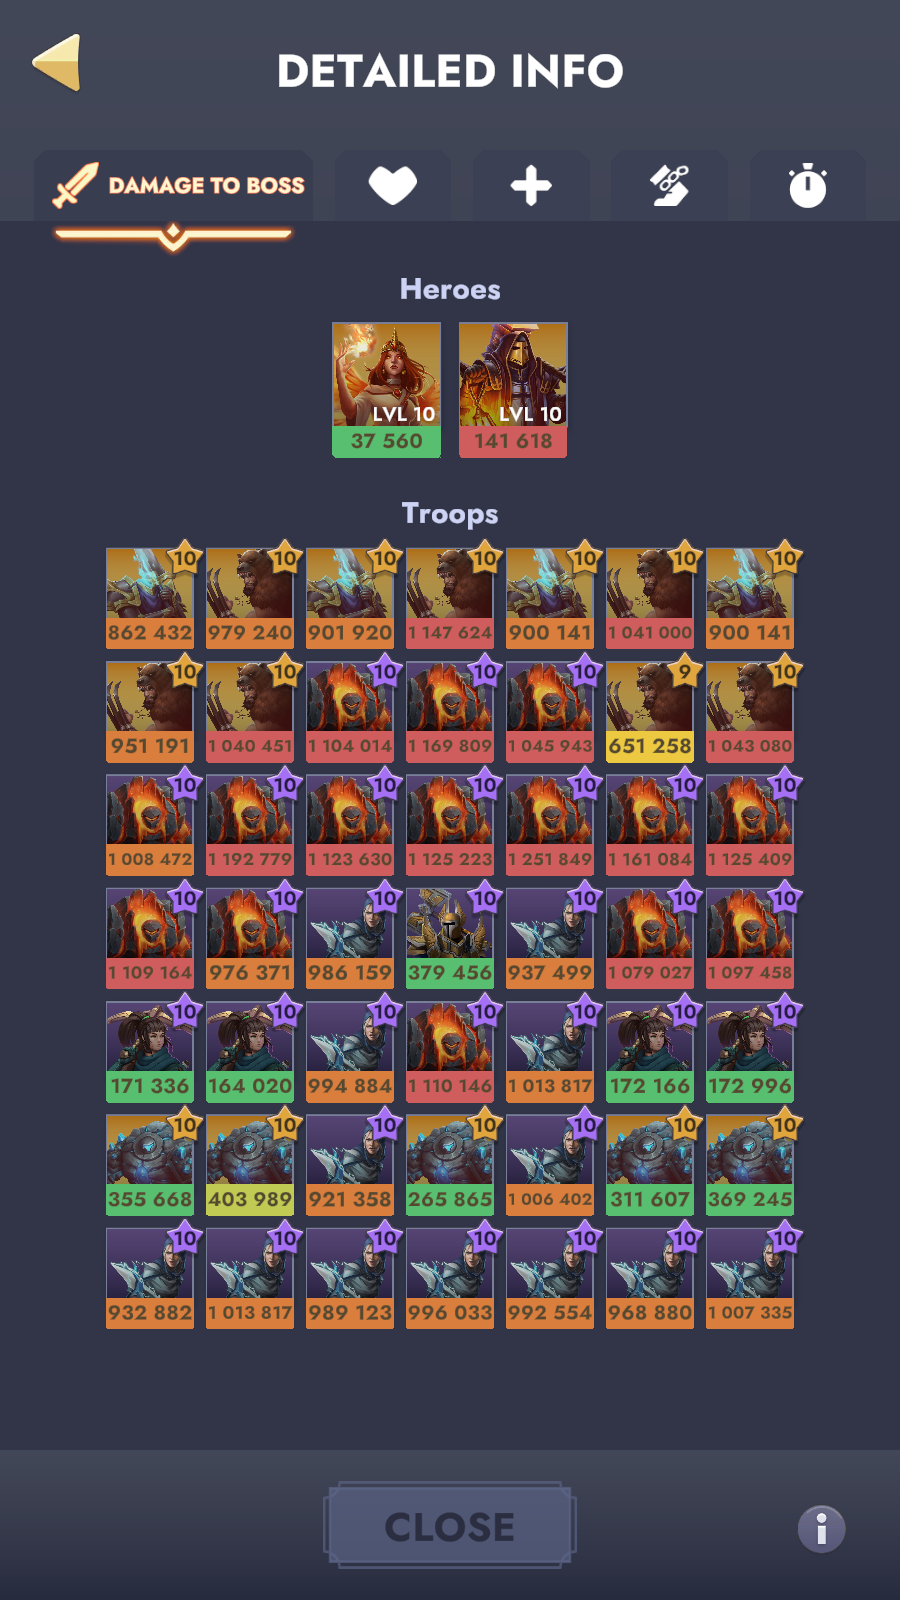 DETAILED INFO
DAMAGE TO BOSS
Heroes
LVL 10 LVL 10
37 560 141 618
Troops
10 10 10 10 10 10 10
862 432 979 240 901 920 1 147 624 900 141 1 041 000 900 141
10 10 10 10 10 9 10
951 191 1 040 451 1 104 014 1 169 809 1 045 943 651 258 1 043 080
10 10 10 10 10 10 10
1 008 472 1 192 779 1 123 630 1 125 223 1 251 849 1 161 084 1 125 409
10 10 10 10 10 10 10
1 109 164 976 371 986 159 379 456 937 499 1 079 027 1 097 458
10 10 10 10 10 10 10
171 336 164 020 994 884 1 110 146 1 013 817 172 166 172 996
10 10 10 10 10 10 10
355 668 403 989 921 358 265 865 1 006 402 311 607 369 245
10 10 10 10 10 10 10
932 882 1 013 817 989 123 996 033 992 554 968 880 1 007 335
CLOSE
i